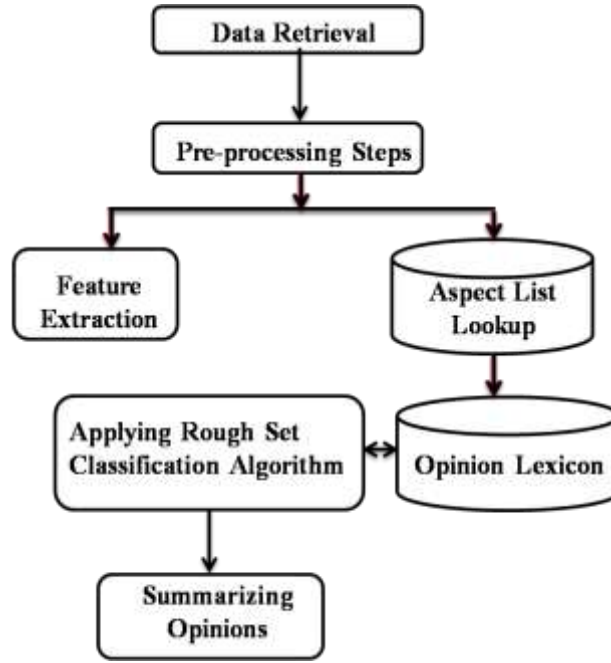 Data Retrieval
Pre-processing Steps
Feature
Extraction
Aspect List
Lookup
Applying Rough Set
Classification Algorithm
Opinion Lexicon
Summarizing
Opinions